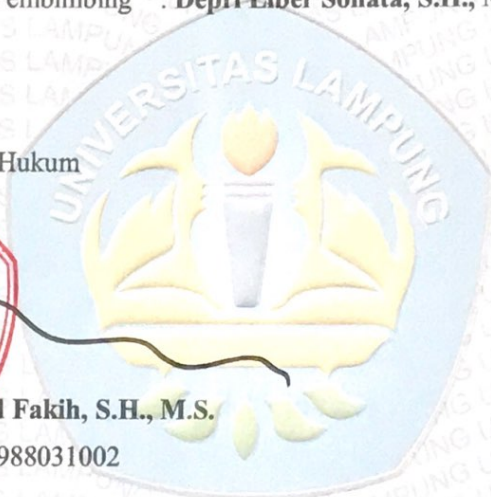 embimbing : Depri Liber Sonata, S.H.,
UNIVERSITAS LAMPUNG
Hukum
Fakih, S.H., M.S.
988031002